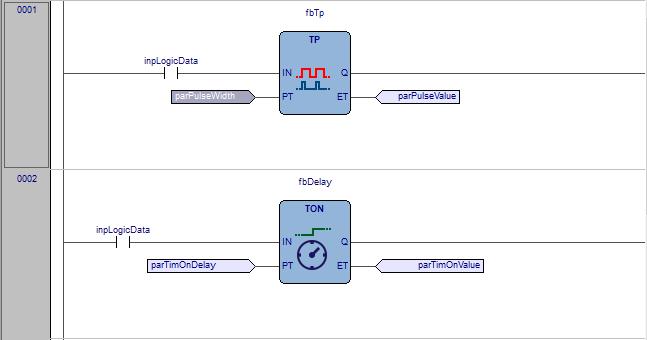 0001
fbTp
TP
inpLogicData
IN
Q
parPulseWidth
PT
ET
parPulseValue
0002
fbDelay
TON
inpLogicData
IN
Q
parTimOnDelay
PT
ET
parTimOnValue